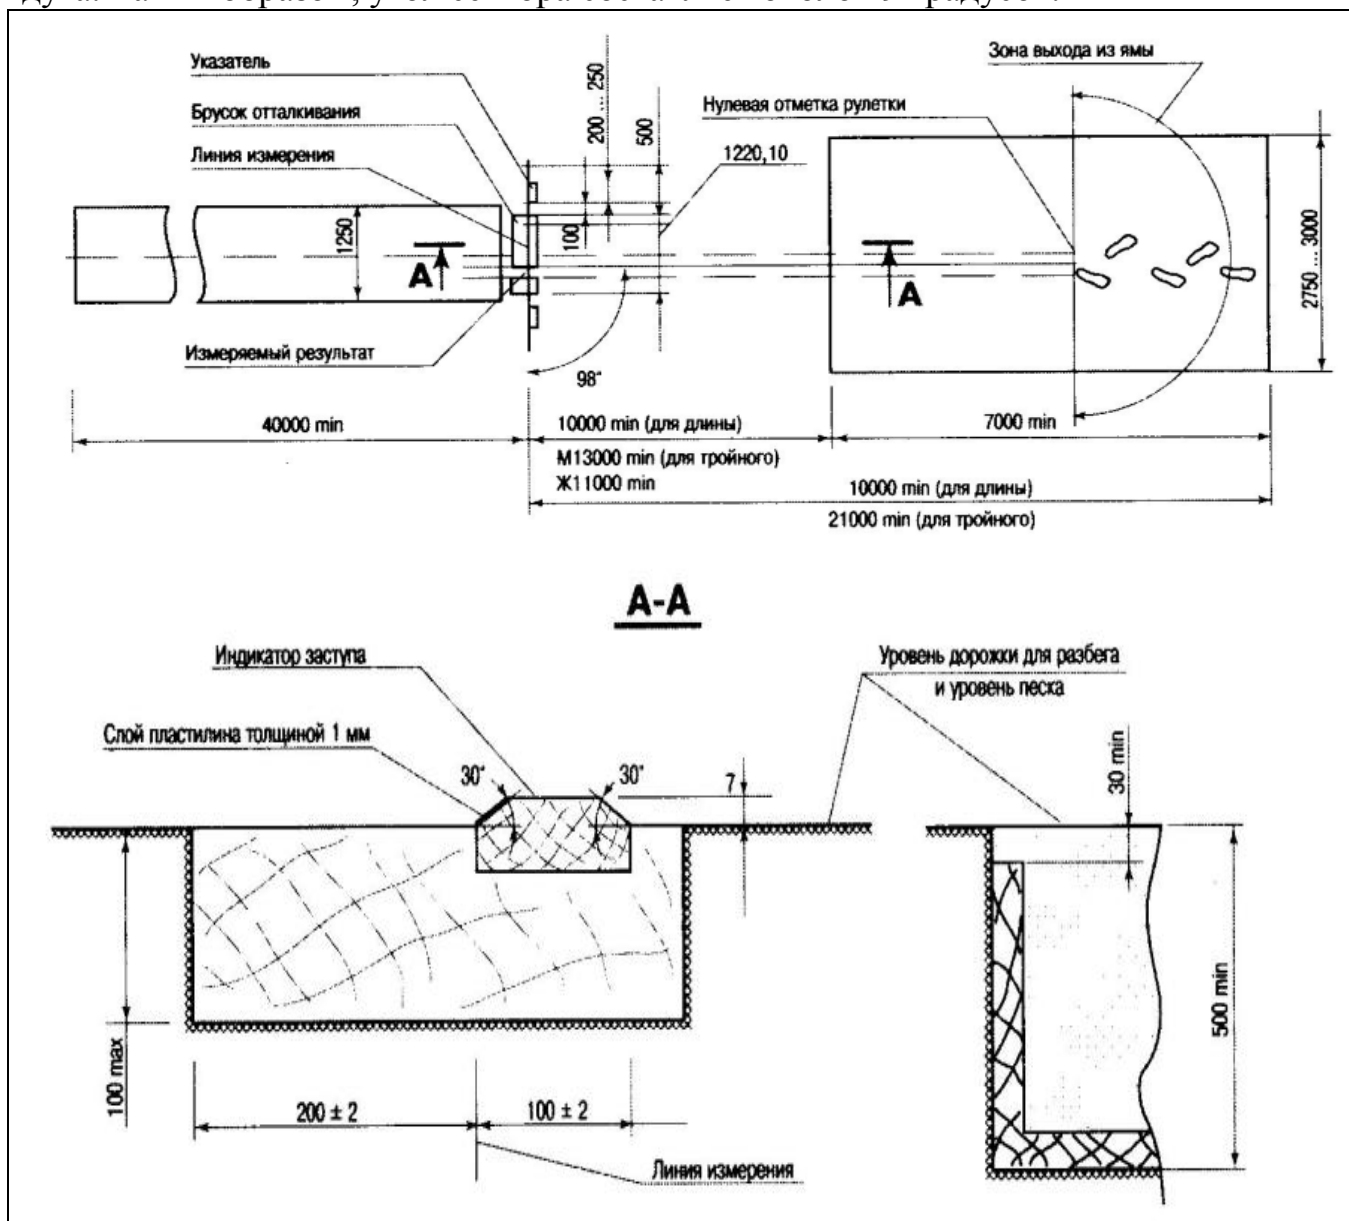 Указатель
Зона выхода из ямы
Брусок отталкивания
200 ... 250
500
Нулевая отметка рулетки
Линия измерения
1220,10
1250
100
А
А
2750 ... 3000
Измеряемый результат
98°
40000 min
10000 min (для длины)
7000 min
М13000 min (для тройного)
Ж11000 min
10000 min (для длины)
21000 min (для тройного)
А-А
Индикатор заступа
Уровень дорожки для разбега
и уровень песка
Слой пластилина толщиной 1 мм
30°
30°
7
30 min
100 max
500 min
200 ± 2
100 ± 2
Линия измерения